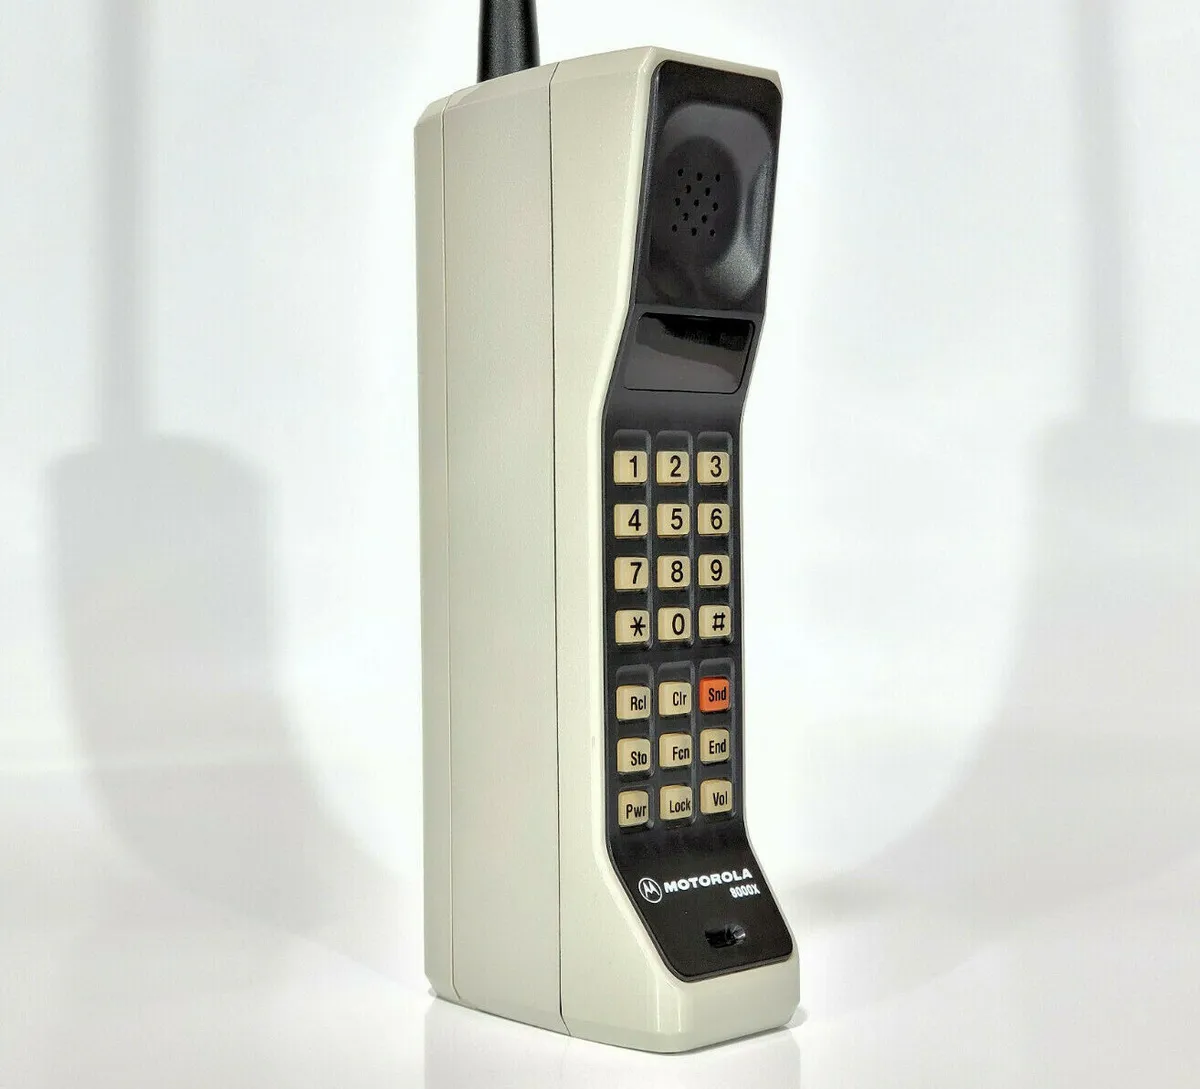 1 2 3
4 5 6
7 8 9
* 0 #
Rcl Clr Snd
Sto Fcn End
Pwr Lock Vol
MOTOROLA
8000X